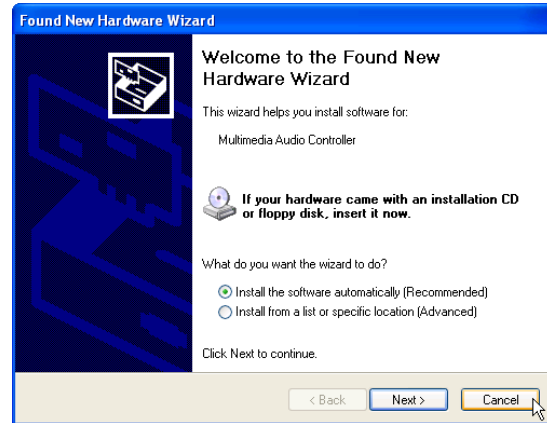 Found New Hardware Wizard
Welcome to the Found New
Hardware Wizard
This wizard helps you install software for:
Multimedia Audio Controller
If your hardware came with an installation CD
or floppy disk, insert it now.
What do you want the wizard to do?
Install the software automatically (Recommended)
Install from a list or specific location (Advanced)
Click Next to continue.
< Back Next > Cancel